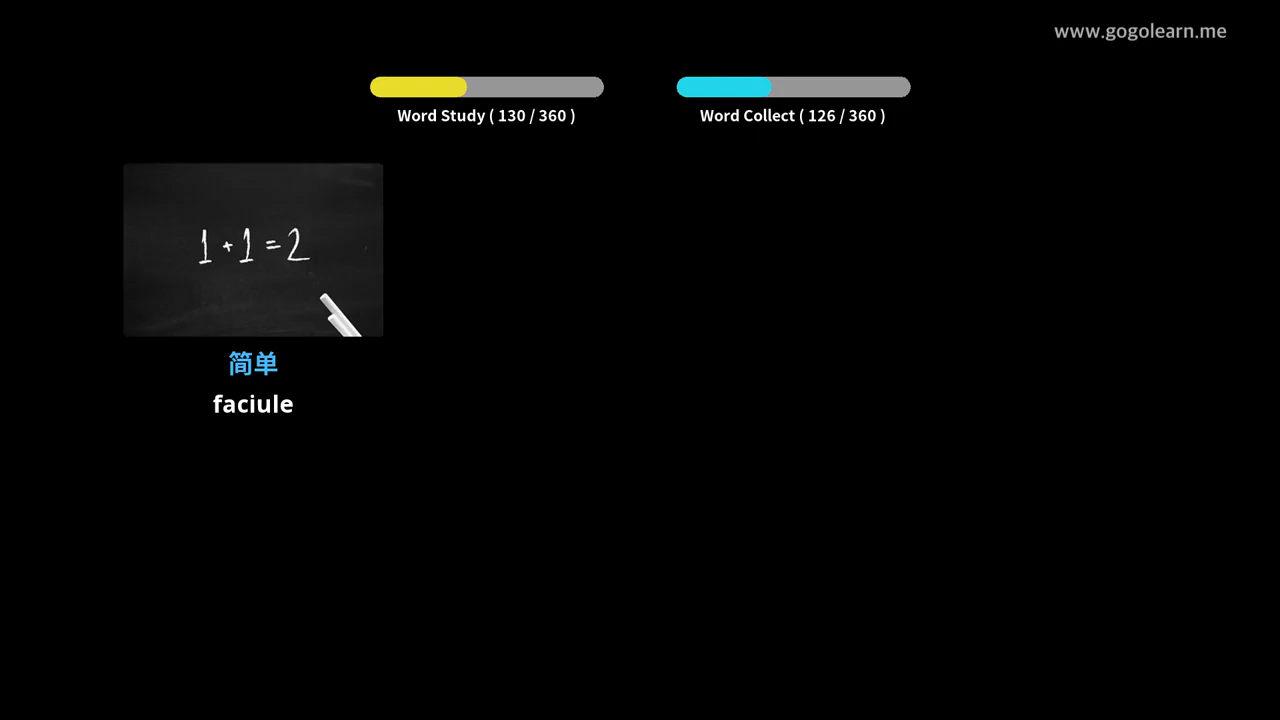 www.gogolearn.me
Word Study ( 130 / 360 )
Word Collect ( 126 / 360 )
1 + 1 = 2
简单
faciule